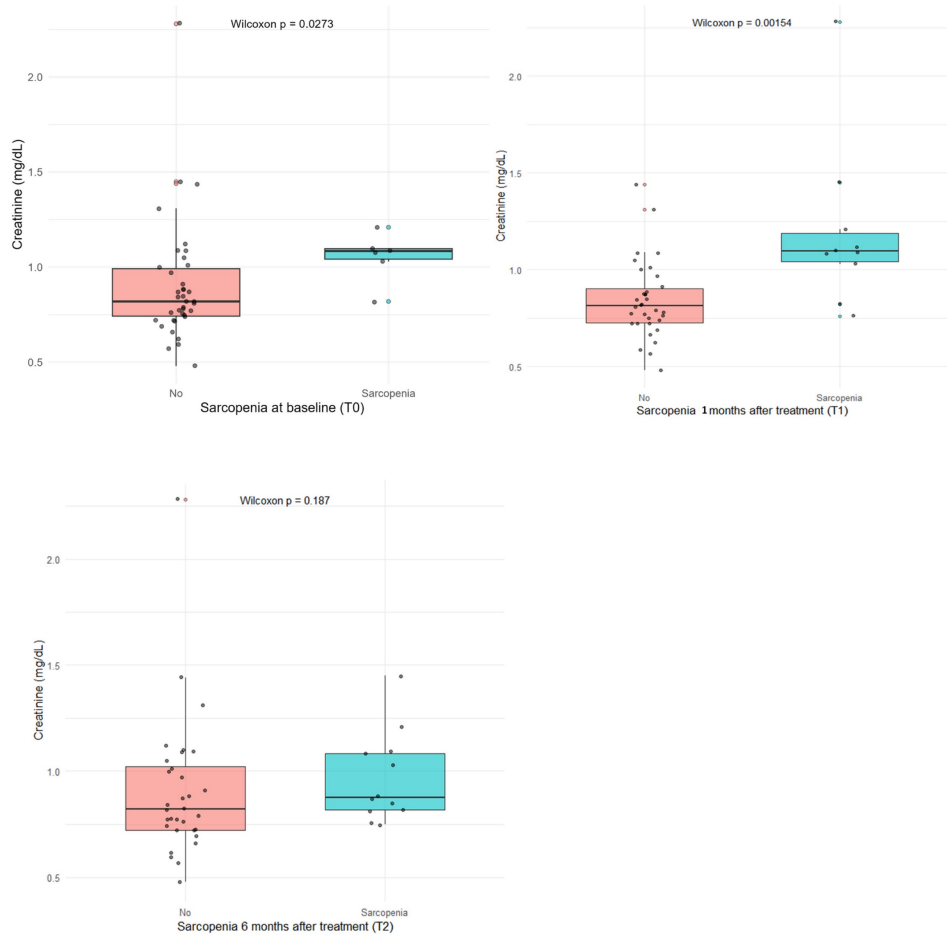 Wilcoxon p = 0.0273
2.0
1.5
1.0
0.5
Creatinine (mg/dL)
No
Sarcopenia
Sarcopenia at baseline (T0)
Wilcoxon p = 0.00154
2.0
1.5
1.0
0.5
Creatinine (mg/dL)
No
Sarcopenia
Sarcopenia 1 months after treatment (T1)
Wilcoxon p = 0.187
2.0
1.5
1.0
0.5
Creatinine (mg/dL)
No
Sarcopenia
Sarcopenia 6 months after treatment (T2)